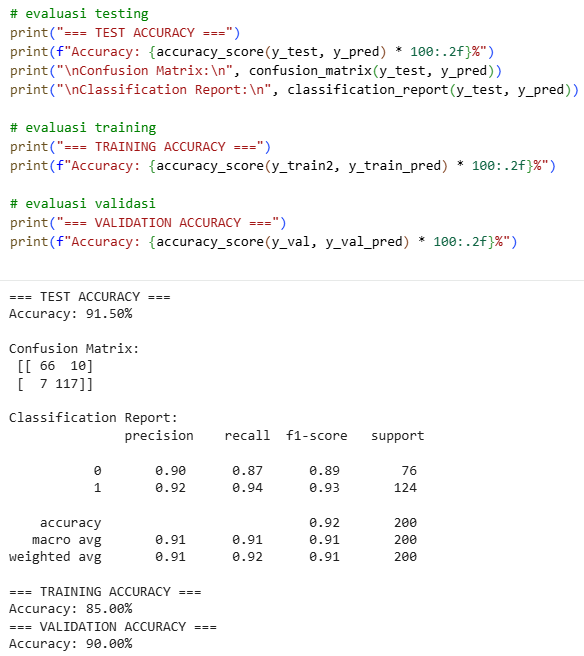 # evaluasi testing
print("=== TEST ACCURACY ===")
print(f"Accuracy: {accuracy_score(y_test, y_pred) * 100:.2f}%")
print("\nConfusion Matrix:\n", confusion_matrix(y_test, y_pred))
print("\nClassification Report:\n", classification_report(y_test, y_pred))

# evaluasi training
print("=== TRAINING ACCURACY ===")
print(f"Accuracy: {accuracy_score(y_train2, y_train_pred) * 100:.2f}%")

# evaluasi validasi
print("=== VALIDATION ACCURACY ===")
print(f"Accuracy: {accuracy_score(y_val, y_val_pred) * 100:.2f}%")

=== TEST ACCURACY ===
Accuracy: 91.50%

Confusion Matrix:
 [[ 66  10]
 [  7 117]]

Classification Report:
               precision    recall  f1-score   support

           0       0.90      0.87      0.89        76
           1       0.92      0.94      0.93       124

    accuracy                           0.92       200
   macro avg       0.91      0.91      0.91       200
weighted avg       0.91      0.92      0.91       200

=== TRAINING ACCURACY ===
Accuracy: 85.00%
=== VALIDATION ACCURACY ===
Accuracy: 90.00%